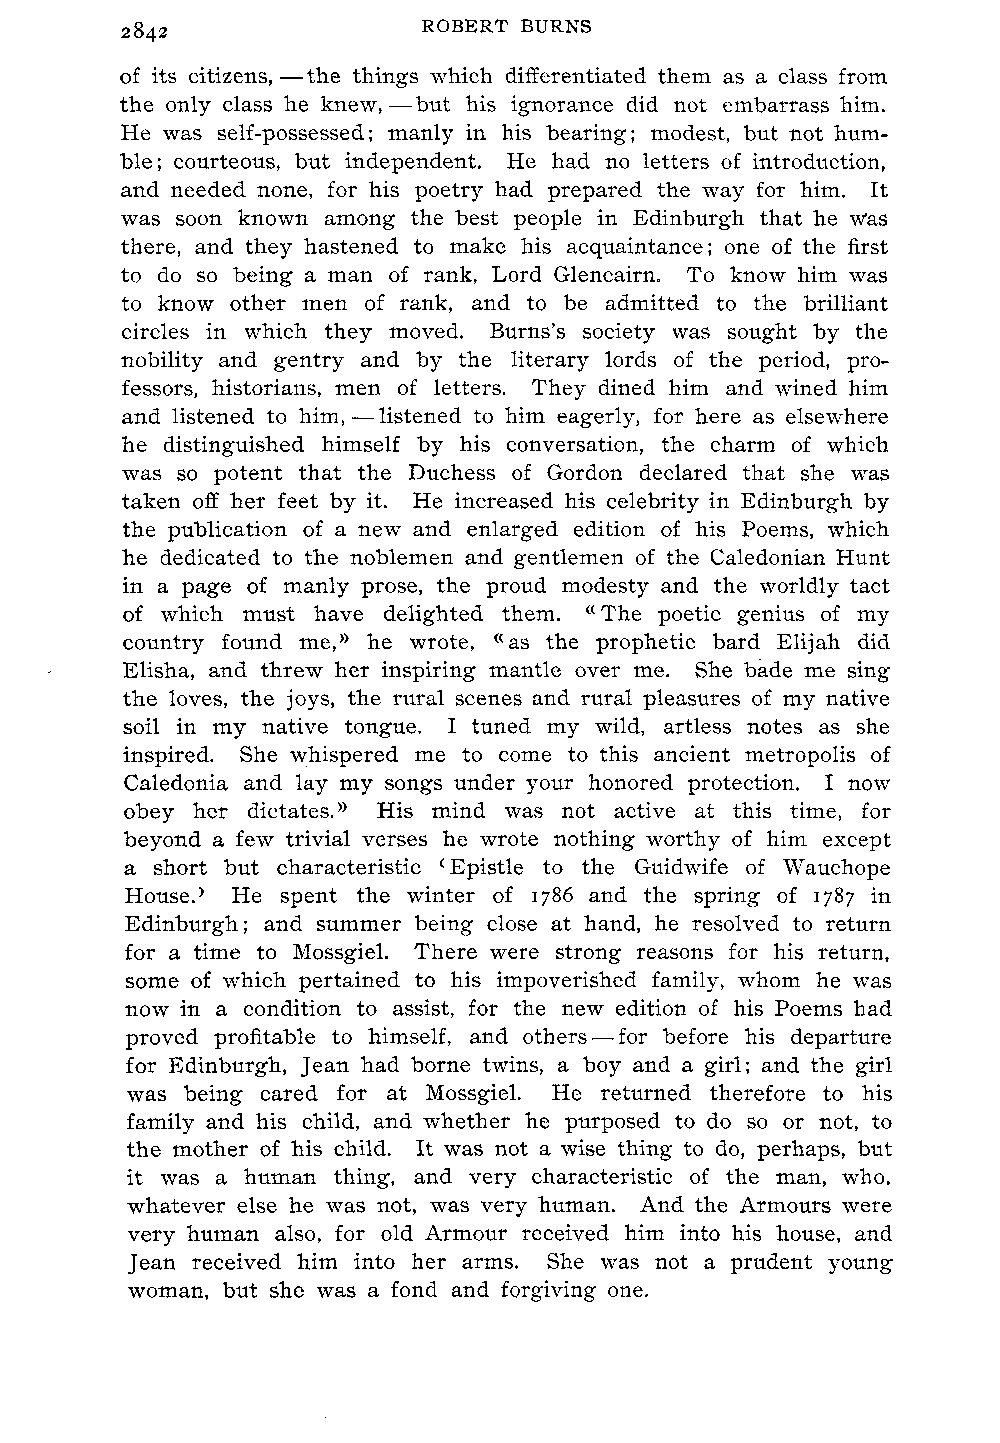 2842 ROBERT BURNS
of its citizens, — the things which differentiated them as a class from
the only class he knew, — but his ignorance did not embarrass him.
He was self-possessed; manly in his bearing; modest, but not hum-
ble; courteous, but independent. He had no letters of introduction,
and needed none, for his poetry had prepared the way for him. It
was soon known among the best people in Edinburgh that he was
there, and they hastened to make his acquaintance; one of the first
to do so being a man of rank, Lord Glencairn. To know him was
to know other men of rank, and to be admitted to the brilliant
circles in which they moved. Burns's society was sought by the
nobility and gentry and by the literary lords of the period, pro-
fessors, historians, men of letters. They dined him and wined him
and listened to him, — listened to him eagerly, for here as elsewhere
he distinguished himself by his conversation, the charm of which
was so potent that the Duchess of Gordon declared that she was
taken off her feet by it. He increased his celebrity in Edinburgh by
the publication of a new and enlarged edition of his Poems, which
he dedicated to the noblemen and gentlemen of the Caledonian Hunt
in a page of manly prose, the proud modesty and the worldly tact
of which must have delighted them. «The poetic genius of my
country found me,» he wrote, «as the prophetic bard Elijah did
Elisha, and threw her inspiring mantle over me. She bade me sing
the loves, the joys, the rural scenes and rural pleasures of my native
soil in my native tongue. I tuned my wild, artless notes as she
inspired. She whispered me to come to this ancient metropolis of
Caledonia and lay my songs under your honored protection. I now
obey her dictates.» His mind was not active at this time, for
beyond a few trivial verses he wrote nothing worthy of him except
a short but characteristic ‹Epistle to the Guidwife of Wauchope
House.› He spent the winter of 1786 and the spring of 1787 in
Edinburgh; and summer being close at hand, he resolved to return
for a time to Mossgiel. There were strong reasons for his return,
some of which pertained to his impoverished family, whom he was
now in a condition to assist, for the new edition of his Poems had
proved profitable to himself, and others — for before his departure
for Edinburgh, Jean had borne twins, a boy and a girl; and the girl
was being cared for at Mossgiel. He returned therefore to his
family and his child, and whether he purposed to do so or not, to
the mother of his child. It was not a wise thing to do, perhaps, but
it was a human thing, and very characteristic of the man, who,
whatever else he was not, was very human. And the Armours were
very human also, for old Armour received him into his house, and
Jean received him into her arms. She was not a prudent young
woman, but she was a fond and forgiving one.